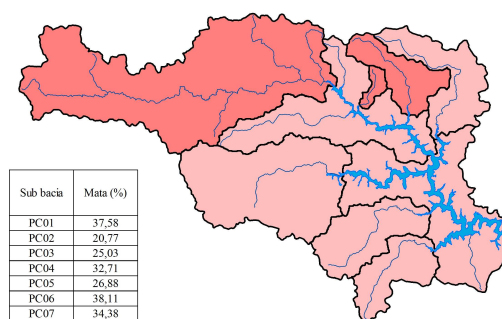 Sub bacia Mata (%)
PC01 37,58
PC02 20,77
PC03 25,03
PC04 32,71
PC05 26,88
PC06 38,11
PC07 34,38